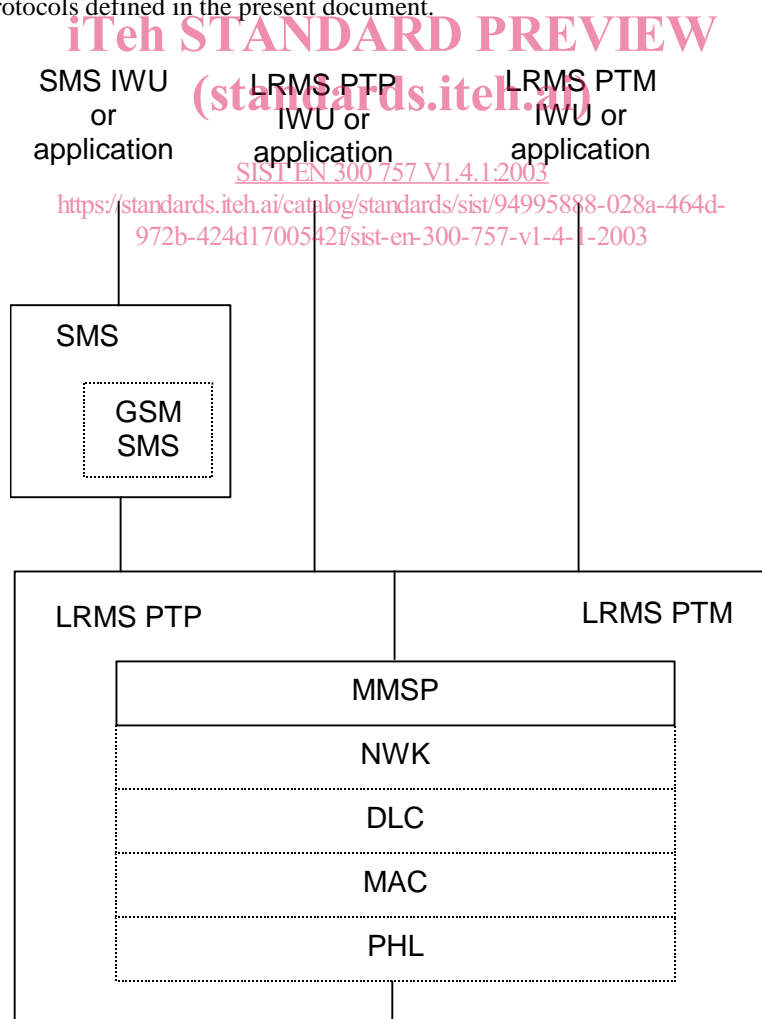 rotocols defined in the present document.
iTeh STANDARD PREVIEW
(standards.iteh.ai)
SMS IWU
or
application
LRMS PTP
IWU or
application
LRMS PTM
IWU or
application
SIST EN 300 757 V1.4.1:2003
https://standards.iteh.ai/catalog/standards/sist/94995888-028a-464d-
972b-424d1700542f/sist-en-300-757-v1-4-1-2003
SMS
GSM
SMS
LRMS PTP
LRMS PTM
MMSP
NWK
DLC
MAC
PHL